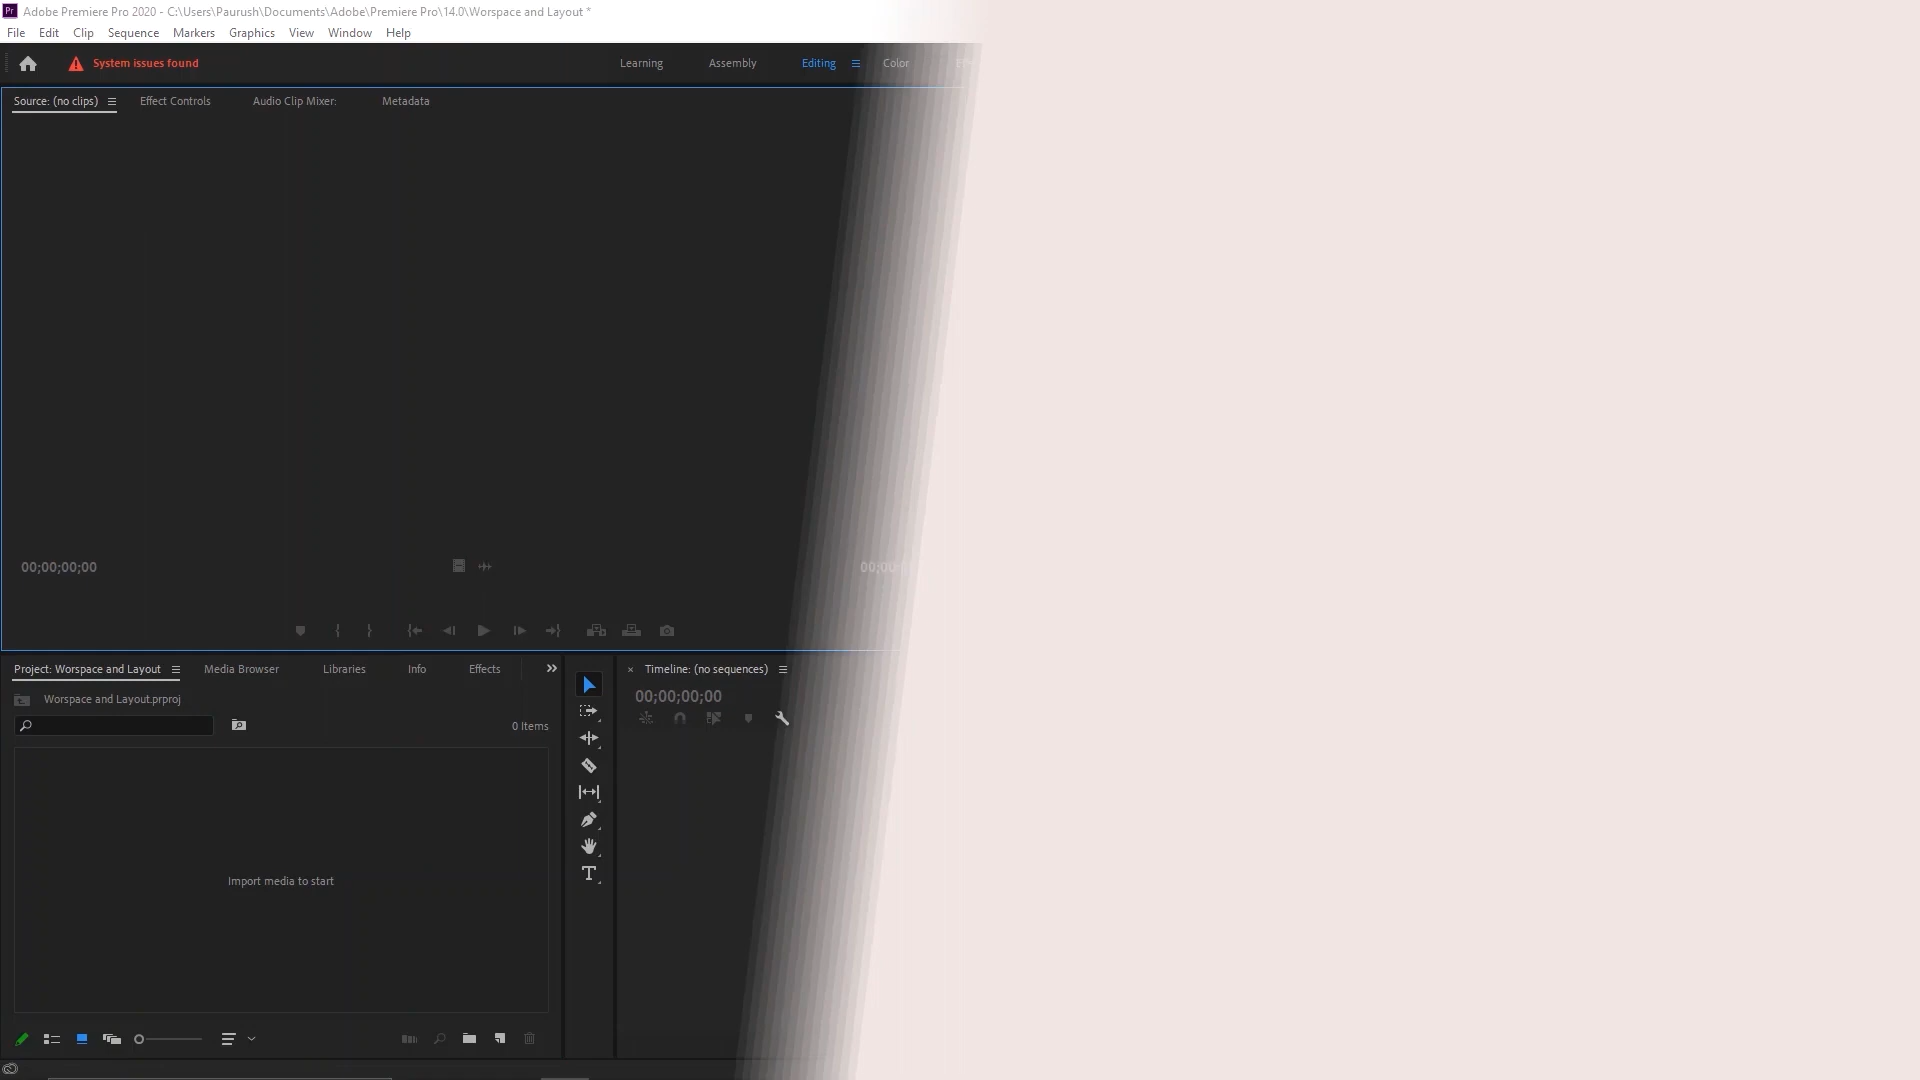 Adobe Premiere Pro 2020 - C:\Users\Paurush\Documents\Adobe\Premiere Pro\14.0\Worspace and Layout *
File Edit Clip Sequence Markers Graphics View Window Help
System issues found Learning Assembly Editing Color
Source: (no clips) Effect Controls Audio Clip Mixer: Metadata
00;00;00;00 00;00;
Project: Worspace and Layout Media Browser Libraries Info Effects
Timeline: (no sequences)
00;00;00;00
Worspace and Layout.prproj
0 Items
Import media to start